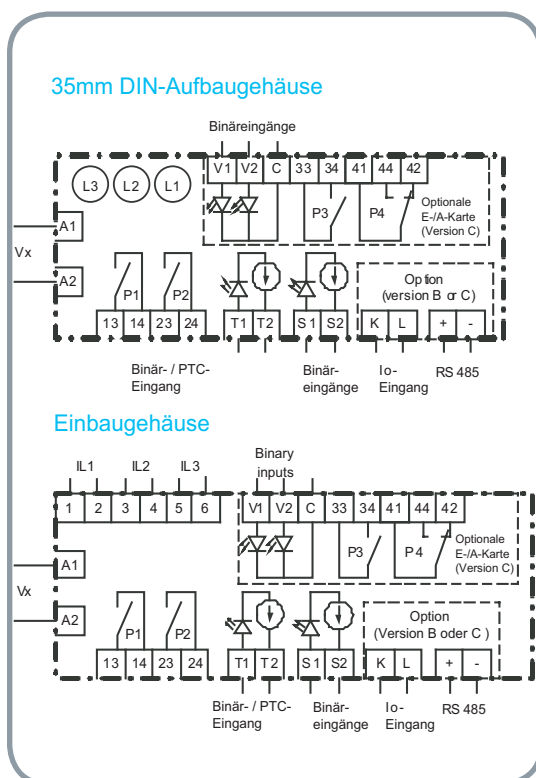 35mm DIN-Aufbaugehäuse
Binäreingänge
V1 V2 C 33 34 41 44 42
L3 L2 L1
P3 P4
Optionale
E-/A-Karte
(Version C)
A1
Vx
A2
P1 P2
Option
(version B or C)
13 14 23 24 T1 T2 S1 S2 K L + -
Binär- / PTC-
Eingang
Binär-
eingänge
Io-
Eingang
RS 485
Einbaugehäuse
IL1 IL2 IL3
Binary
inputs
1 2 3 4 5 6 V1 V2 C 33 34 41 44 42
P3 P4
Optionale
E-/A-Karte
(Version C)
A1
Vx
A2
P1 P2
Option
(Version B oder C )
13 14 23 24 T1 T2 S1 S2 K L + -
Binär- / PTC-
Eingang
Binär-
eingänge
Io-
Eingang
RS 485